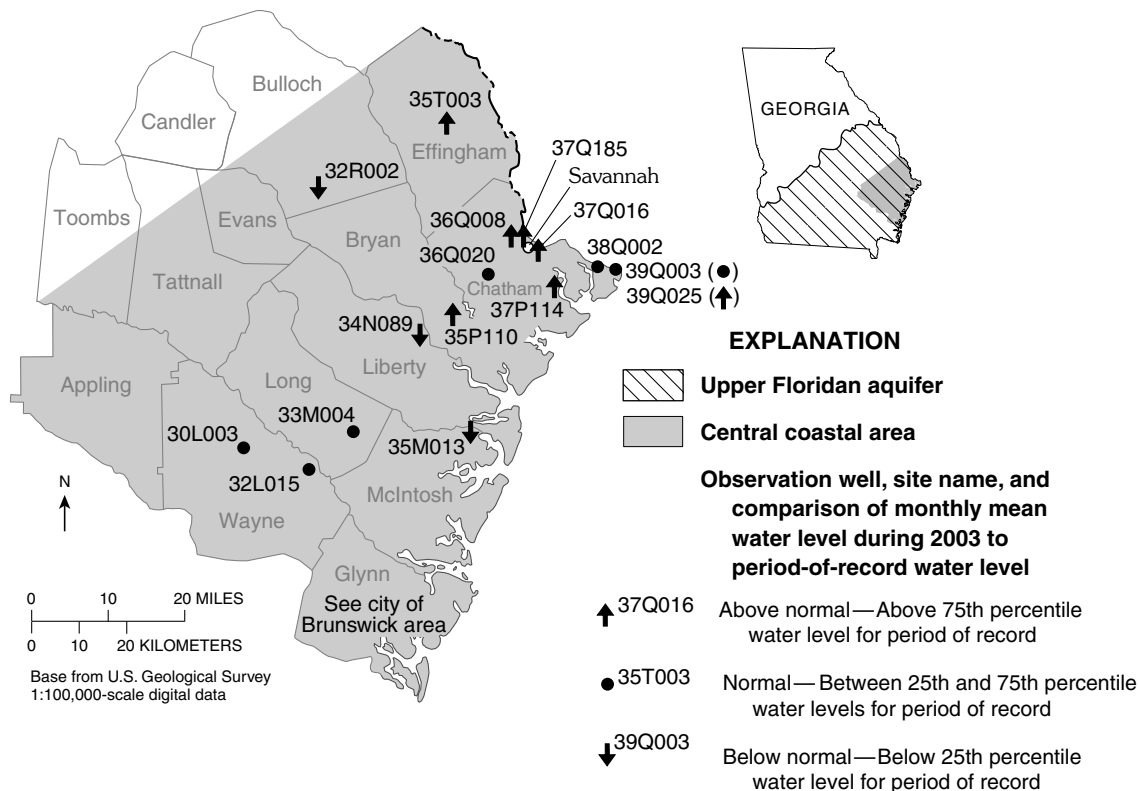 Bulloch
Candler
35T003
Effingham
37Q185
Savannah
GEORGIA
32R002
Toombs
Evans
36Q008
37Q016
Bryan
36Q020
38Q002
39Q003 ( )
Tattnall
Chatham
39Q025 ( )
37P114
34N089
35P110
Appling
Long
Liberty
33M004
30L003
35M013
32L015
McIntosh
Wayne
N
Glynn
See city of
Brunswick area
0 10 20 MILES
0 10 20 KILOMETERS
Base from U.S. Geological Survey
1:100,000-scale digital data
EXPLANATION
Upper Floridan aquifer
Central coastal area
Observation well, site name, and
comparison of monthly mean
water level during 2003 to
period-of-record water level
37Q016 Above normal—Above 75th percentile
water level for period of record
35T003 Normal—Between 25th and 75th percentile
water levels for period of record
39Q003 Below normal—Below 25th percentile
water level for period of record